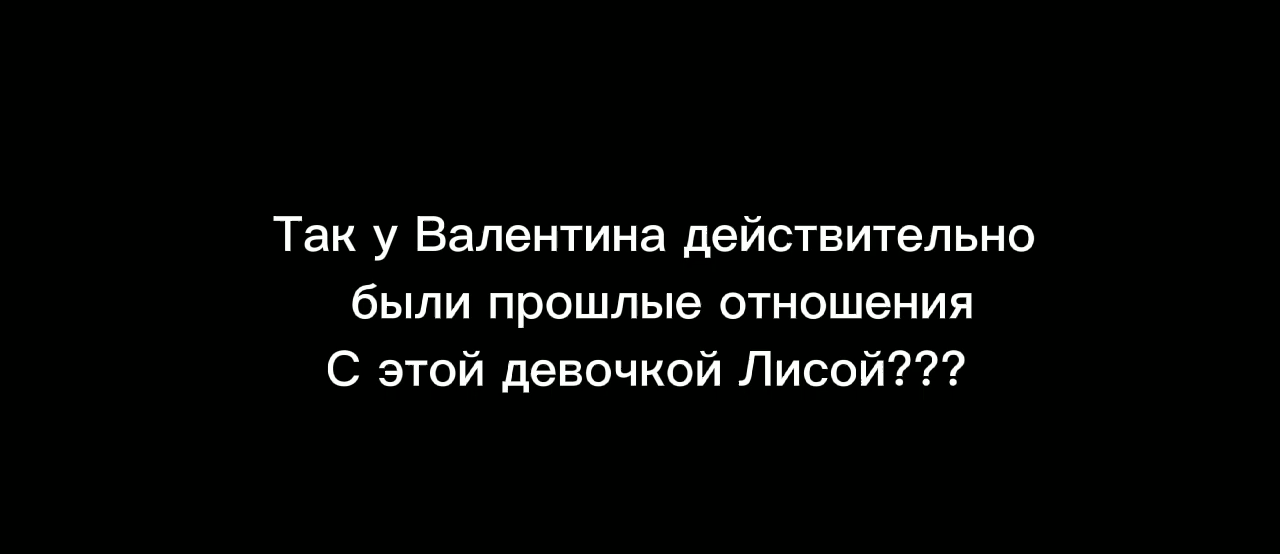 Так у Валентина действительно
были прошлые отношения
С этой девочкой Лисой???